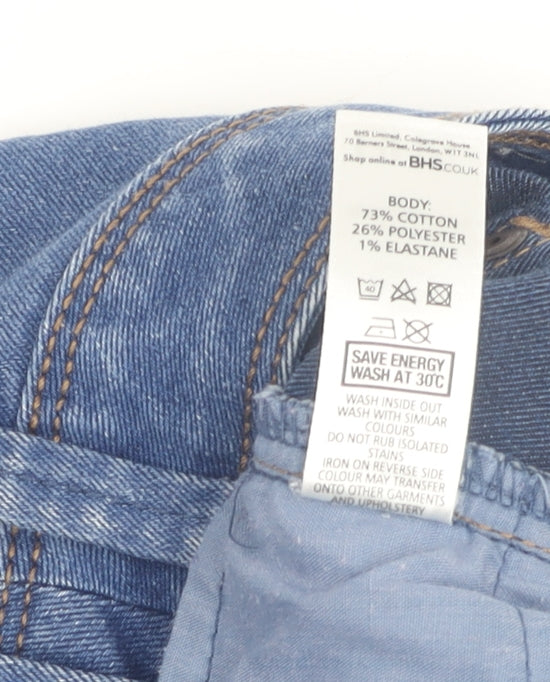 BHS Limited, Colegrave House
70 Berners Street, London, W1T 3NL
Shop online at BHS.CO.UK
BODY:
73% COTTON
26% POLYESTER
1% ELASTANE
40
SAVE ENERGY
WASH AT 30°C
WASH INSIDE OUT
WASH WITH SIMILAR
COLOURS
DO NOT RUB ISOLATED
STAINS
IRON ON REVERSE SIDE
COLOUR MAY TRANSFER
ONTO OTHER GARMENTS
AND UPHOLSTERY